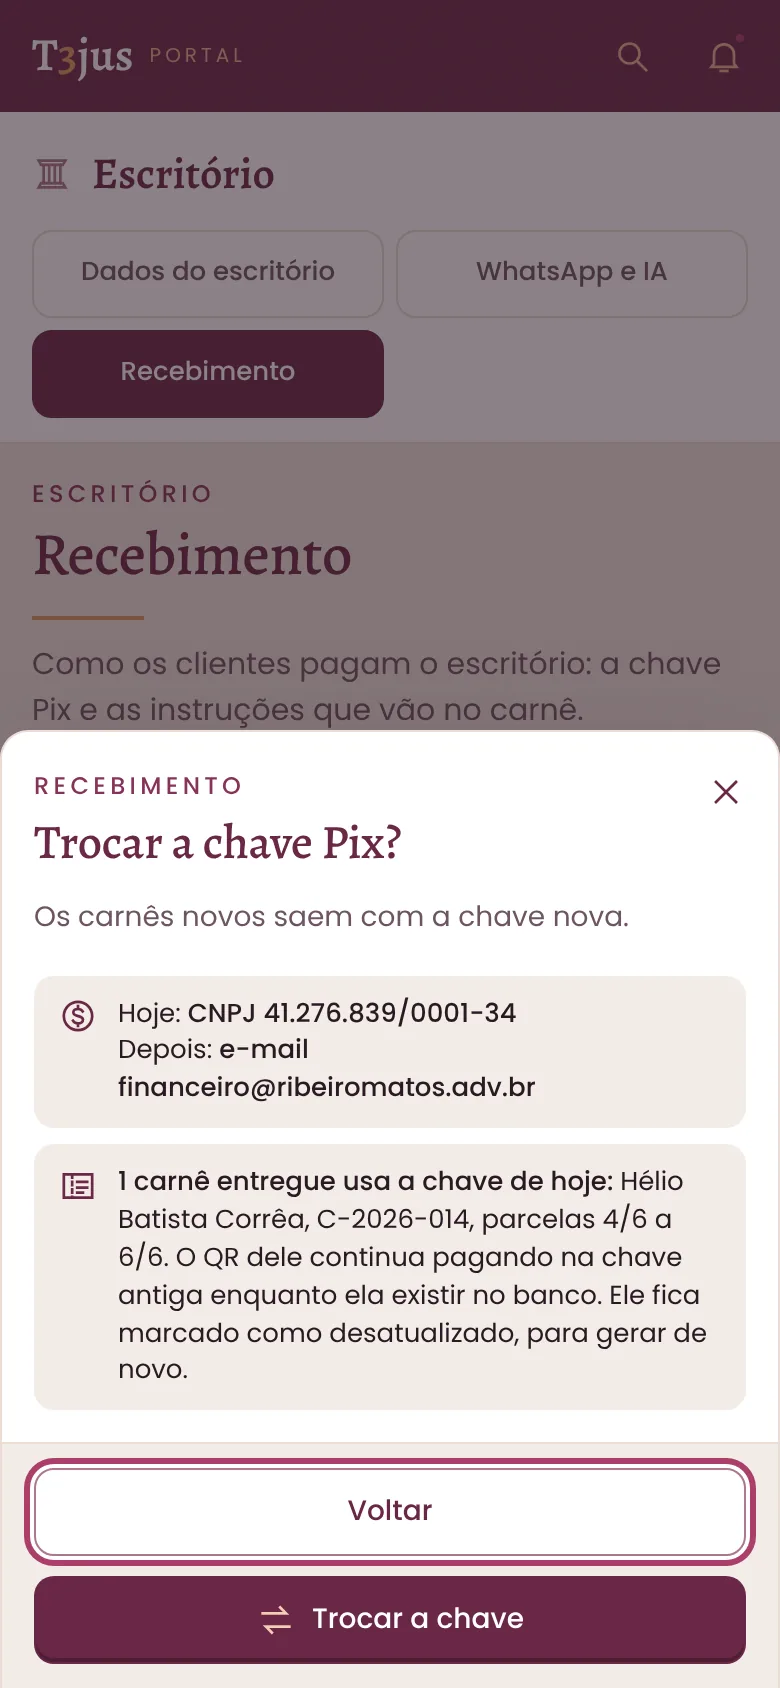 T3jus PORTAL
Escritório
Dados do escritório
WhatsApp e IA
Recebimento
ESCRITÓRIO
Recebimento
Como os clientes pagam o escritório: a chave
Pix e as instruções que vão no carnê.
RECEBIMENTO
Trocar a chave Pix?
Os carnês novos saem com a chave nova.
Hoje: CNPJ 41.276.839/0001-34
Depois: e-mail
financeiro@ribeiromatos.adv.br
1 carnê entregue usa a chave de hoje: Hélio
Batista Corrêa, C-2026-014, parcelas 4/6 a
6/6. O QR dele continua pagando na chave
antiga enquanto ela existir no banco. Ele fica
marcado como desatualizado, para gerar de
novo.
Voltar
Trocar a chave